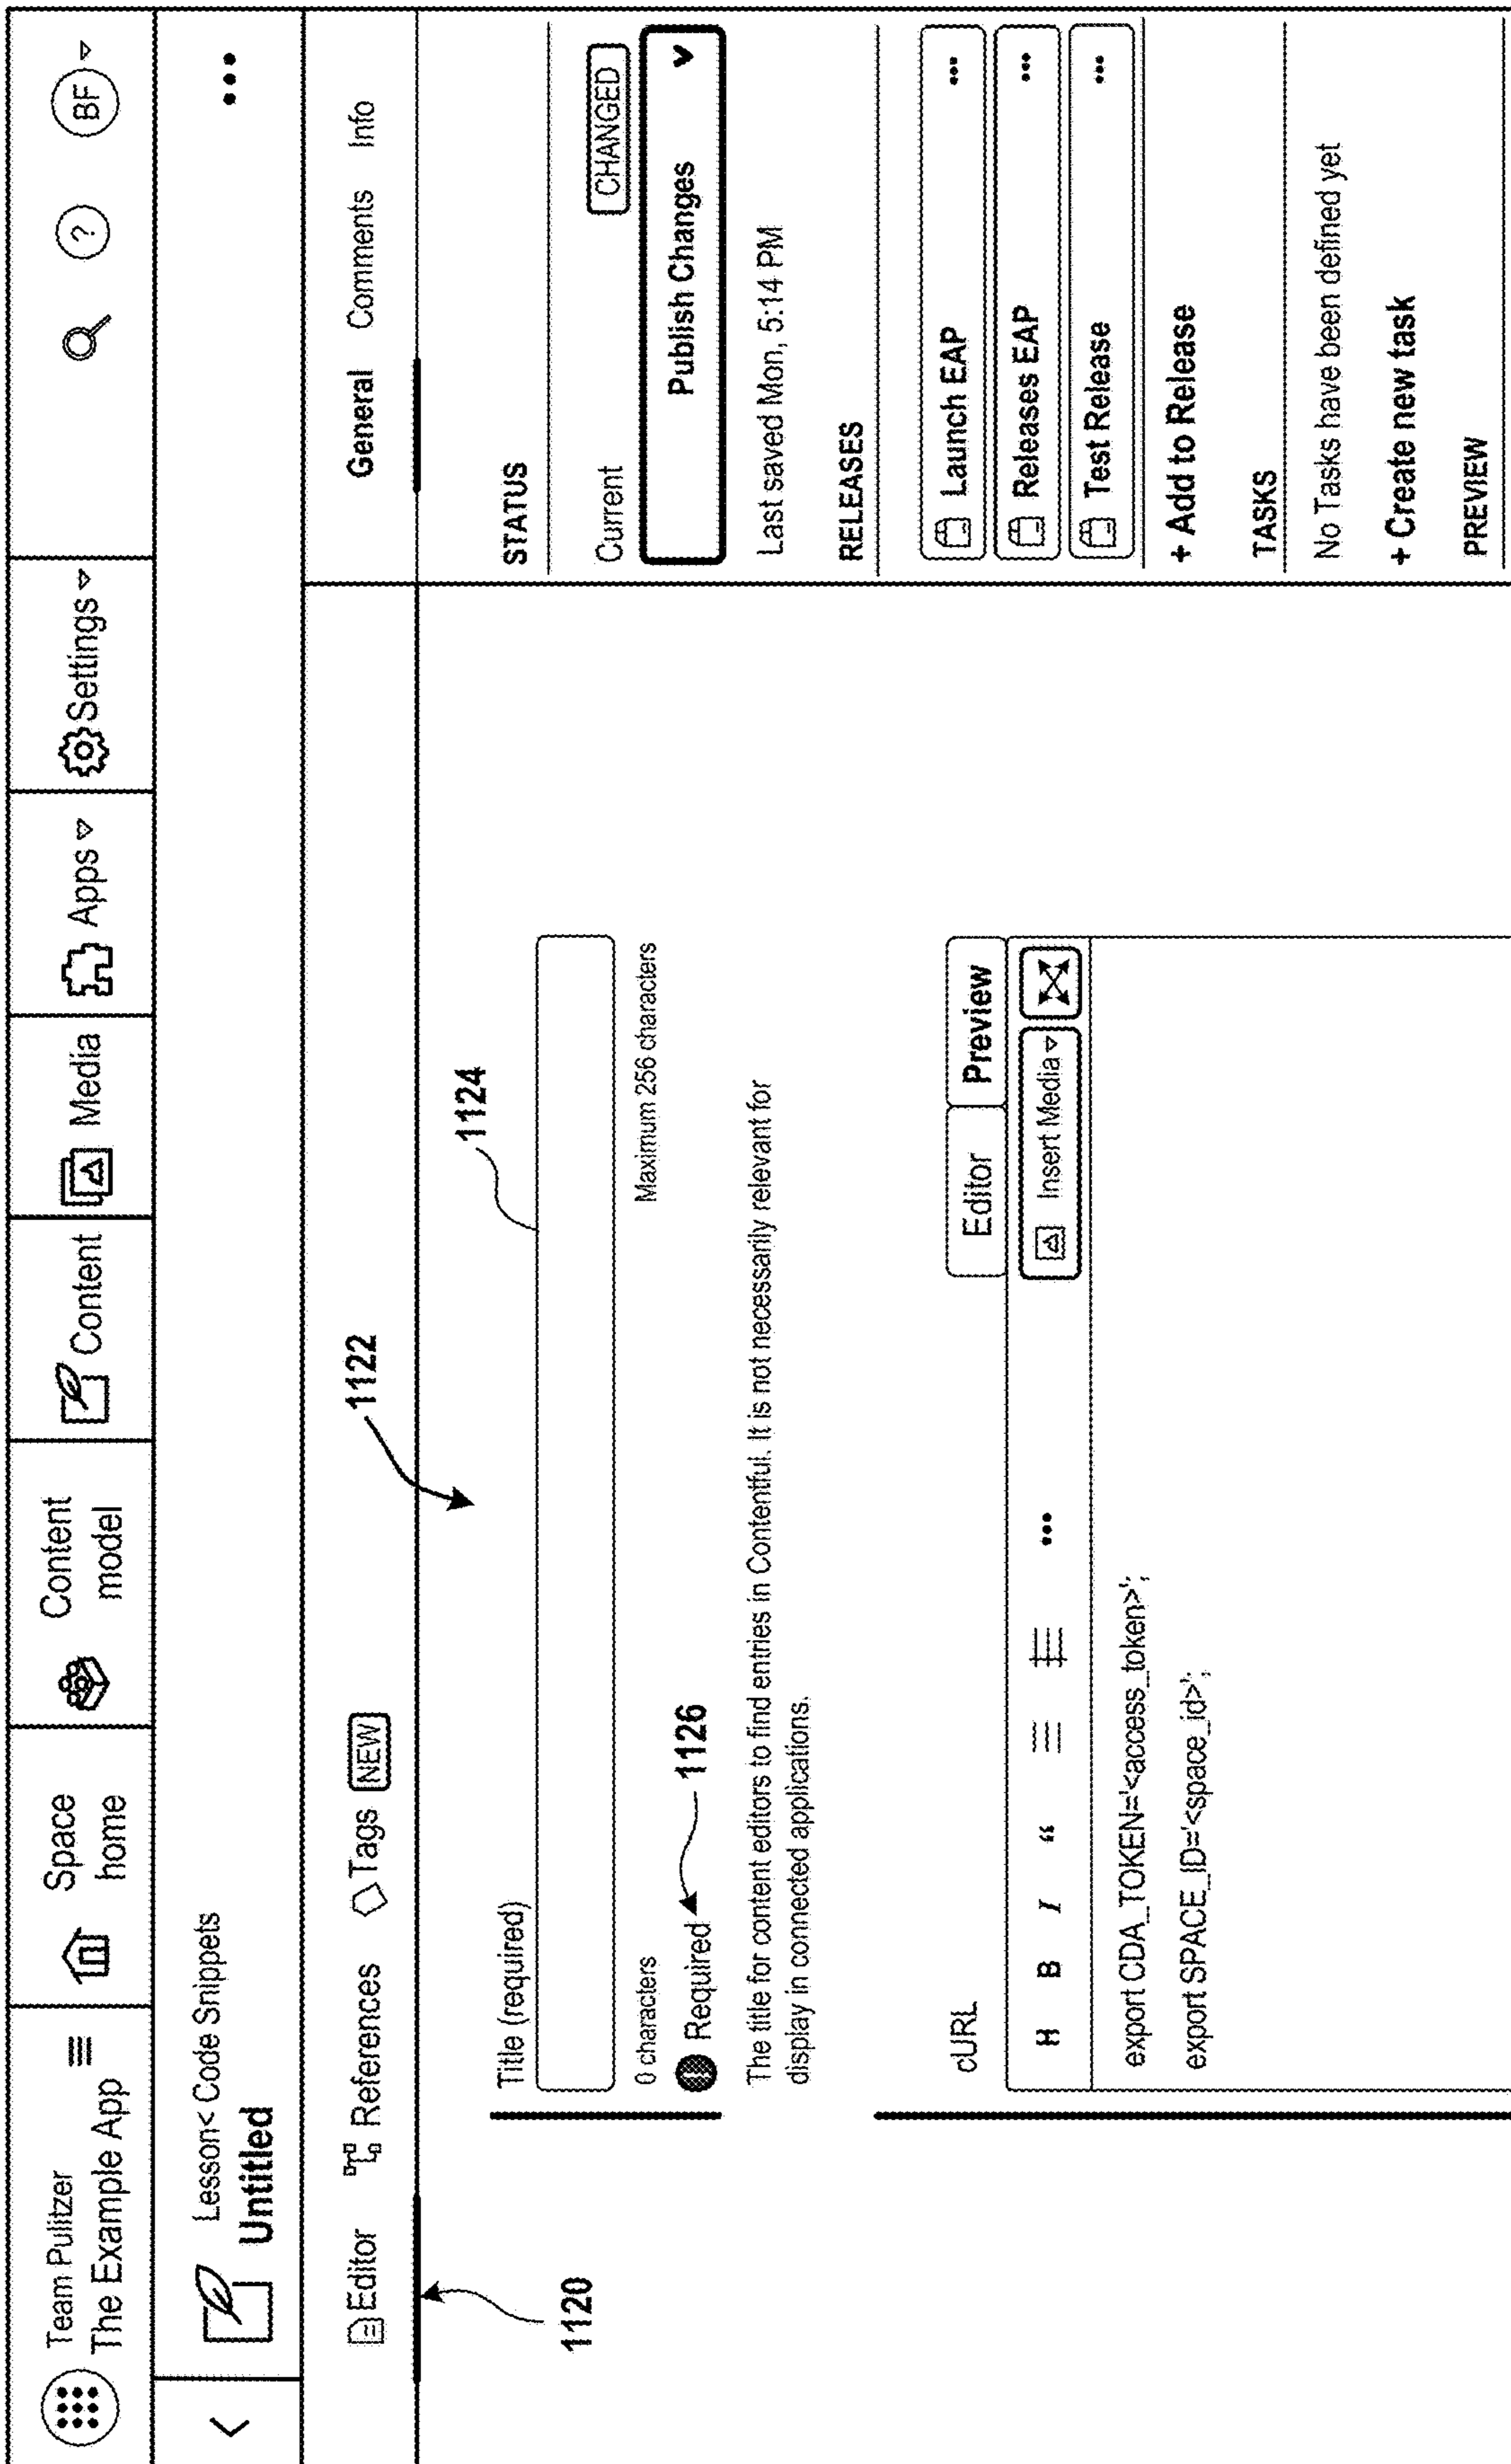 Team Pulitzer
The Example App
Space
home
Content
model
Content
Media
Apps
Settings
?
BF
Lesson< Code Snippets
Untitled
Editor
References
Tags NEW
General
Comments
Info
1120
1122
1124
Title (required)
0 characters
Maximum 256 characters
Required
1126
The title for content editors to find entries in Contentful. It is not necessarily relevant for
display in connected applications.
cURL
Editor
Preview
H B I “ •••
Insert Media
export CDA_TOKEN='<access_token>';
export SPACE_ID='<space_id>';
STATUS
Current
CHANGED
Publish Changes
Last saved Mon, 5:14 PM
RELEASES
Launch EAP •••
Releases EAP •••
Test Release •••
+ Add to Release
TASKS
No Tasks have been defined yet
+ Create new task
PREVIEW